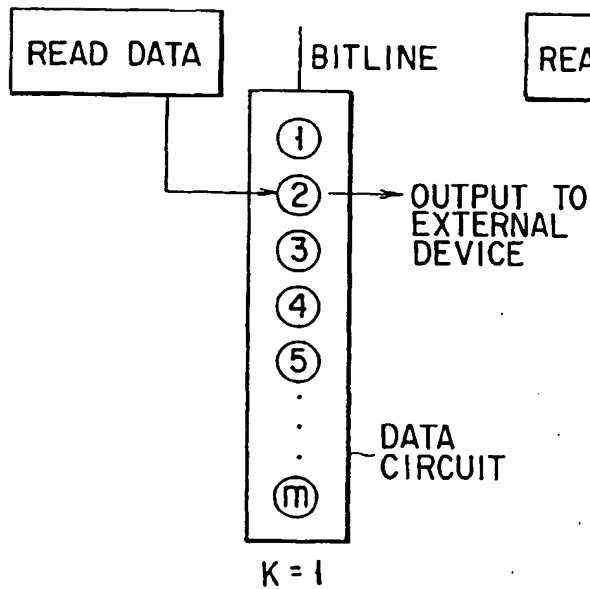 READ DATA
BITLINE
REA
1
2
OUTPUT TO
EXTERNAL
DEVICE
3
4
5
DATA
CIRCUIT
m
K = 1